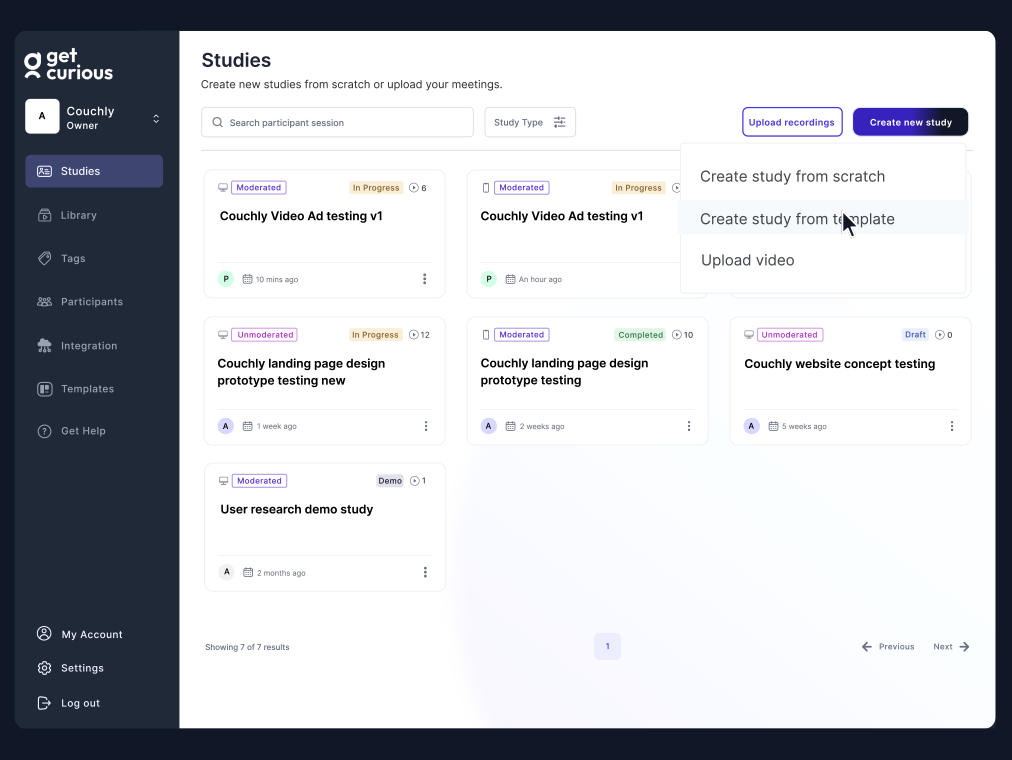 get
curious
A
Couchly
Owner
Studies
Library
Tags
Participants
Integration
Templates
Get Help
My Account
Settings
Log out
Studies
Create new studies from scratch or upload your meetings.
Search participant session
Study Type
Upload recordings
Create new study
Create study from scratch
Create study from template
Upload video
Moderated
In Progress
6
Couchly Video Ad testing v1
P
10 mins ago
Moderated
In Progress
Couchly Video Ad testing v1
P
An hour ago
Unmoderated
In Progress
12
Couchly landing page design
prototype testing new
A
1 week ago
Moderated
Completed
10
Couchly landing page design
prototype testing
A
2 weeks ago
Unmoderated
Draft
0
Couchly website concept testing
A
5 weeks ago
Moderated
Demo
1
User research demo study
A
2 months ago
Showing 7 of 7 results
1
Previous
Next